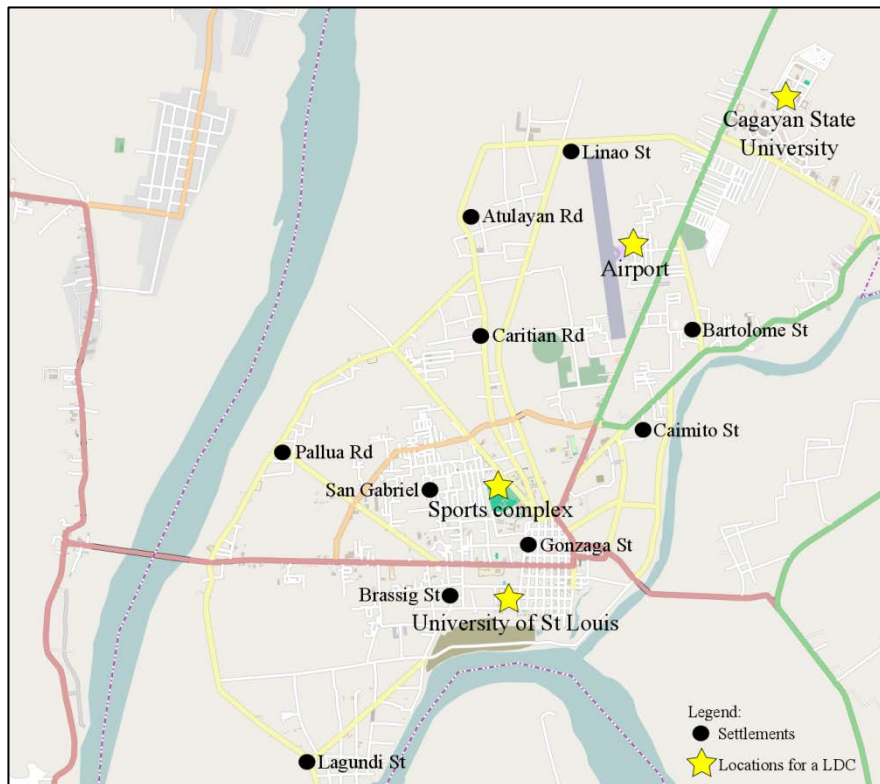 Cagayan State
University
Linao St
Atulayan Rd
Airport
Bartolome St
Caritian Rd
Caimito St
Pallua Rd
San Gabriel
Sports complex
Gonzaga St
Brassig St
University of St Louis
Legend:
Settlements
Locations for a LDC
Lagundi St